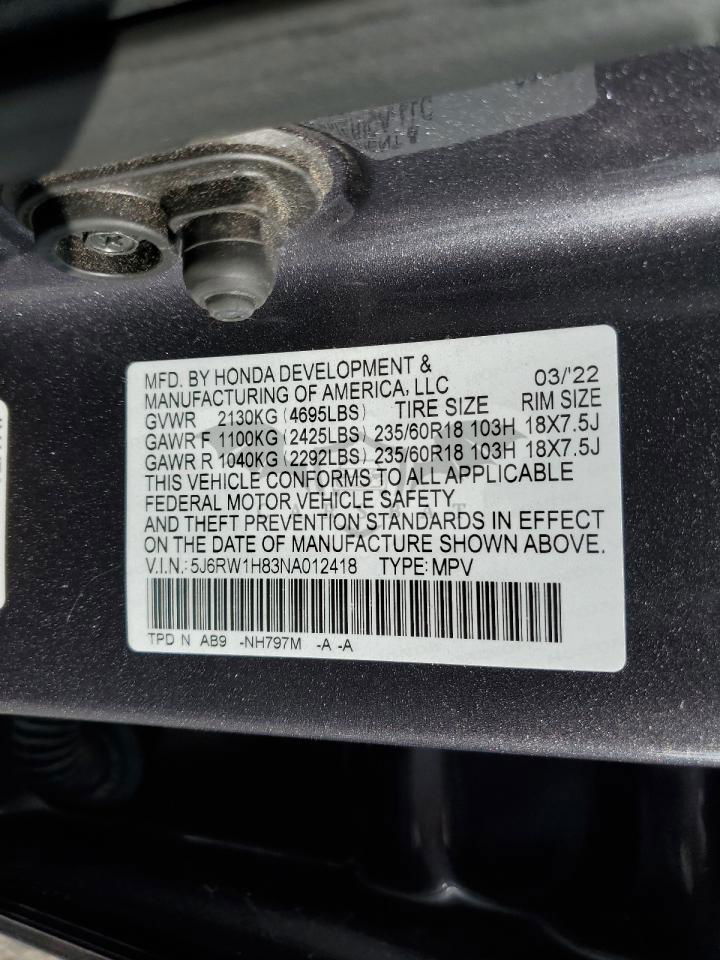 MFD. BY HONDA DEVELOPMENT &
MANUFACTURING OF AMERICA, LLC 03/'22
GVWR 2130KG (4695LBS) TIRE SIZE RIM SIZE
GAWR F 1100KG (2425LBS) 235/60R18 103H 18X7.5J
GAWR R 1040KG (2292LBS) 235/60R18 103H 18X7.5J
THIS VEHICLE CONFORMS TO ALL APPLICABLE
FEDERAL MOTOR VEHICLE SAFETY
AND THEFT PREVENTION STANDARDS IN EFFECT
ON THE DATE OF MANUFACTURE SHOWN ABOVE.
V.I.N.:5J6RW1H83NA012418 TYPE:MPV
TPD N AB9 -NH797M -A -A